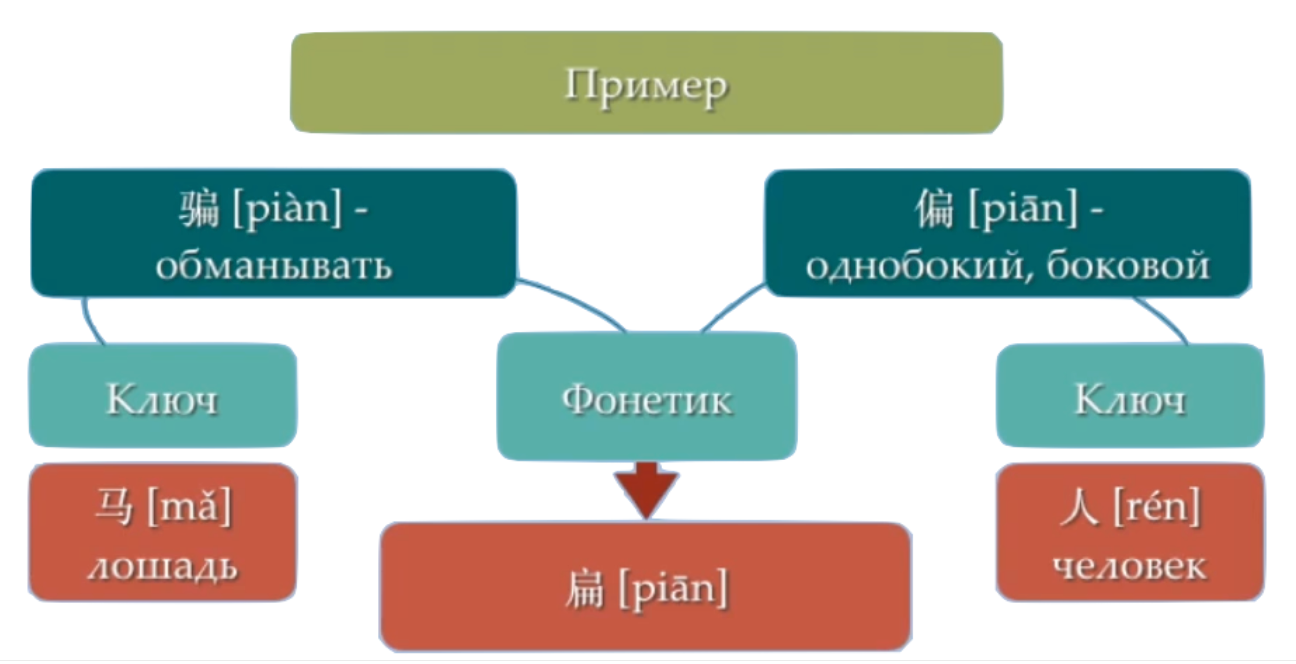 Пример
骗 [piàn] -
обманывать
偏 [piān] -
однобокий, боковой
Ключ
Фонетик
Ключ
马 [mǎ]
лошадь
扁 [piān]
人 [rén]
человек